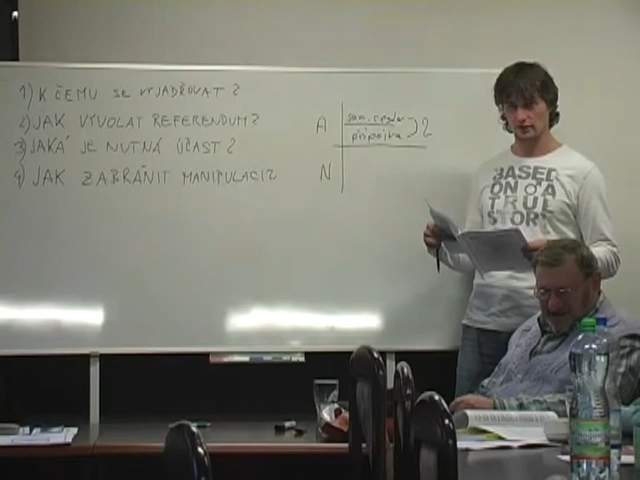 1) K ČEMU SE VYJADŘOVAT?
2) JAK VYVOLAT REFERENDUM?
3) JAKÁ JE NUTNÁ ÚČAST?
4) JAK ZABRÁNIT MANIPULACI?
A
přípojka ?
N
BASED
ON A
TRUE
STORY